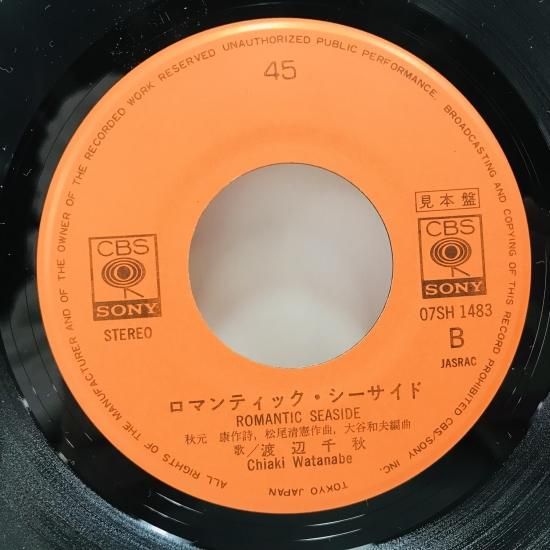 ALL RIGHTS OF THE MANUFACTURER AND OF THE OWNER OF THE RECORDED WORK RESERVED UNAUTHORIZED PUBLIC PERFORMANCE, BROADCASTING AND COPYING OF THIS RECORD PROHIBITED CBS/SONY INC.
TOKYO JAPAN
45
見本盤
CBS
SONY
STEREO
CBS
SONY
07SH 1483
B
JASRAC
ロマンティック・シーサイド
ROMANTIC SEASIDE
秋元 康作詩, 松尾清憲作曲, 大谷和夫編曲
歌／渡辺千秋
Chiaki Watanabe